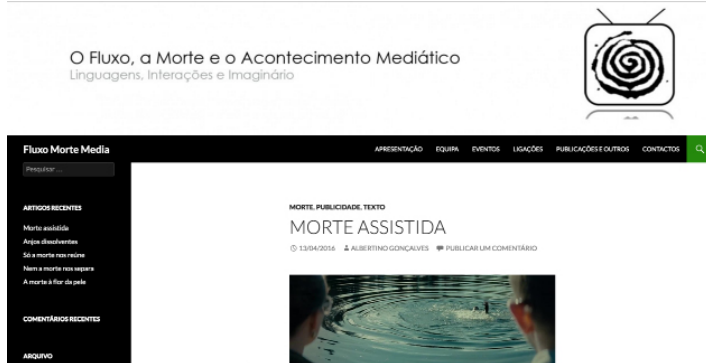 O Fluxo, a Morte e o Acontecimento Mediático
Linguagens, Interações e Imaginário
Fluxo Morte Media
APRESENTAÇÃO EQUIPA EVENTOS LIGAÇÕES PUBLICAÇÕES E OUTROS CONTACTOS
Pesquisar ...
ARTIGOS RECENTES
Morte assistida
Anjos dissolventes
Só a morte nos reúne
Nem a morte nos separa
A morte à flor da pele
COMENTÁRIOS RECENTES
ARQUIVO
MORTE, PUBLICIDADE, TEXTO
MORTE ASSISTIDA
13/04/2016 ALBERTINO GONÇALVES PUBLICAR UM COMENTÁRIO